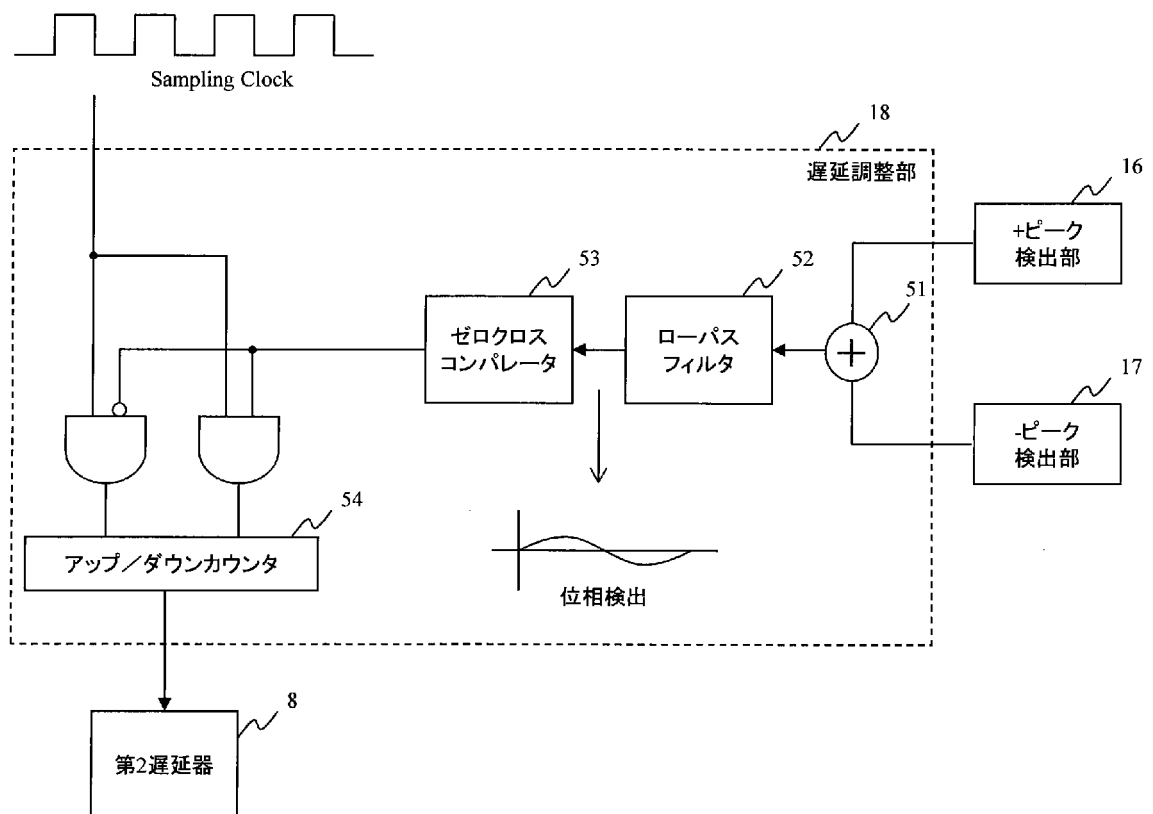 Sampling Clock
18
遅延調整部
16
+ピーク
検出部
53
ゼロクロス
コンパレータ
52
ローパス
フィルタ
51
+
17
-ピーク
検出部
54
アップ／ダウンカウンタ
位相検出
8
第2遅延器